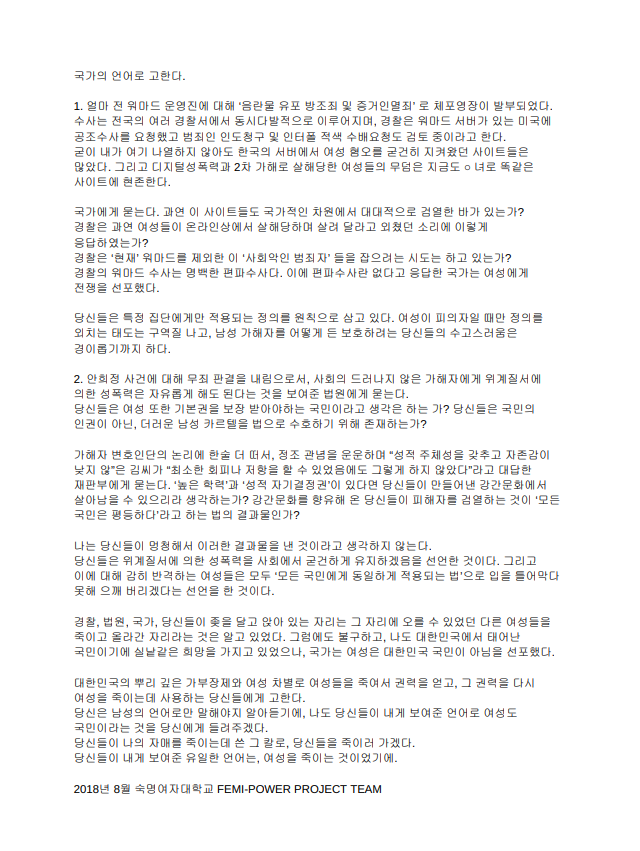 국가의 언어로 고한다.
1. 얼마 전 워마드 운영진에 대해 ‘음란물 유포 방조죄 및 증거인멸죄’ 로 체포영장이 발부되었다.
수사는 전국의 여러 경찰서에서 동시다발적으로 이루어지며, 경찰은 워마드 서버가 있는 미국에
공조수사를 요청했고 범죄인 인도청구 및 인터폴 적색 수배요청도 검토 중이라고 한다.
굳이 내가 여기 나열하지 않아도 한국의 서버에서 여성 혐오를 굳건히 지켜왔던 사이트들은
많았다. 그리고 디지털성폭력과 2차 가해로 살해당한 여성들의 무덤은 지금도 ㅇ 녀로 똑같은
사이트에 현존한다.
국가에게 묻는다. 과연 이 사이트들도 국가적인 차원에서 대대적으로 검열한 바가 있는가?
경찰은 과연 여성들이 온라인상에서 살해당하며 살려 달라고 외쳤던 소리에 이렇게
응답하였는가?
경찰은 ‘현재’ 워마드를 제외한 이 ‘사회악인 범죄자’ 들을 잡으려는 시도는 하고 있는가?
경찰의 워마드 수사는 명백한 편파수사다. 이에 편파수사란 없다고 응답한 국가는 여성에게
전쟁을 선포했다.
당신들은 특정 집단에게만 적용되는 정의를 원칙으로 삼고 있다. 여성이 피의자일 때만 정의를
외치는 태도는 구역질 나고, 남성 가해자를 어떻게 든 보호하려는 당신들의 수고스러움은
경이롭기까지 하다.
2. 안희정 사건에 대해 무죄 판결을 내림으로서, 사회의 드러나지 않은 가해자에게 위계질서에
의한 성폭력은 자유롭게 해도 된다는 것을 보여준 법원에게 묻는다.
당신들은 여성 또한 기본권을 보장 받아야하는 국민이라고 생각은 하는 가? 당신들은 국민의
인권이 아닌, 더러운 남성 카르텔을 법으로 수호하기 위해 존재하는가?
가해자 변호인단의 논리에 한술 더 떠서, 정조 관념을 운운하며 “성적 주체성을 갖추고 자존감이
낮지 않”은 김씨가 “최소한 회피나 저항을 할 수 있었음에도 그렇게 하지 않았다”라고 대답한
재판부에게 묻는다. ‘높은 학력’과 ‘성적 자기결정권’이 있다면 당신들이 만들어낸 강간문화에서
살아남을 수 있으리라 생각하는가? 강간문화를 향유해 온 당신들이 피해자를 검열하는 것이 ‘모든
국민은 평등하다’라고 하는 법의 결과물인가?
나는 당신들이 멍청해서 이러한 결과물을 낸 것이라고 생각하지 않는다.
당신들은 위계질서에 의한 성폭력을 사회에서 굳건하게 유지하겠음을 선언한 것이다. 그리고
이에 대해 감히 반격하는 여성들은 모두 ‘모든 국민에게 동일하게 적용되는 법’으로 입을 틀어막다
못해 으깨 버리겠다는 선언을 한 것이다.
경찰, 법원, 국가, 당신들이 좆을 달고 앉아 있는 자리는 그 자리에 오를 수 있었던 다른 여성들을
죽이고 올라간 자리라는 것은 알고 있었다. 그럼에도 불구하고, 나도 대한민국에서 태어난
국민이기에 실낱같은 희망을 가지고 있었으나, 국가는 여성은 대한민국 국민이 아님을 선포했다.
대한민국의 뿌리 깊은 가부장제와 여성 차별로 여성들을 죽여서 권력을 얻고, 그 권력을 다시
여성을 죽이는데 사용하는 당신들에게 고한다.
당신은 남성의 언어로만 말해야지 알아듣기에, 나도 당신들이 내게 보여준 언어로 여성도
국민이라는 것을 당신에게 들려주겠다.
당신들이 나의 자매를 죽이는데 쓴 그 칼로, 당신들을 죽이러 가겠다.
당신들이 내게 보여준 유일한 언어는, 여성을 죽이는 것이었기에.
2018년 8월 숙명여자대학교 FEMI-POWER PROJECT TEAM